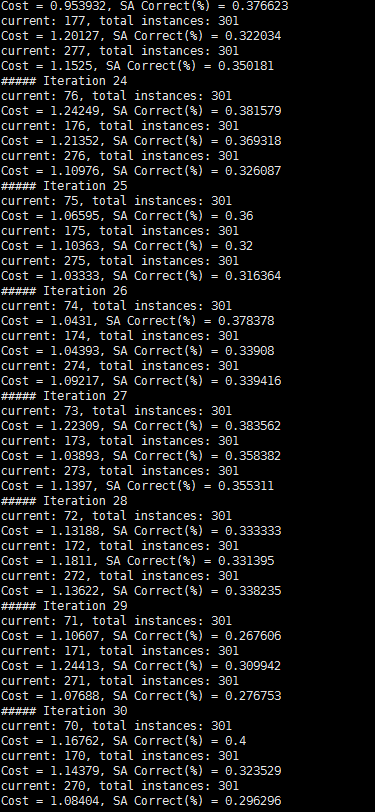 Cost = 0.953932, SA Correct(%) = 0.376623
current: 177, total instances: 301
Cost = 1.20127, SA Correct(%) = 0.322034
current: 277, total instances: 301
Cost = 1.1525, SA Correct(%) = 0.350181
##### Iteration 24
current: 76, total instances: 301
Cost = 1.24249, SA Correct(%) = 0.381579
current: 176, total instances: 301
Cost = 1.21352, SA Correct(%) = 0.369318
current: 276, total instances: 301
Cost = 1.10976, SA Correct(%) = 0.326087
##### Iteration 25
current: 75, total instances: 301
Cost = 1.06595, SA Correct(%) = 0.36
current: 175, total instances: 301
Cost = 1.10363, SA Correct(%) = 0.32
current: 275, total instances: 301
Cost = 1.03333, SA Correct(%) = 0.316364
##### Iteration 26
current: 74, total instances: 301
Cost = 1.0431, SA Correct(%) = 0.378378
current: 174, total instances: 301
Cost = 1.04393, SA Correct(%) = 0.33908
current: 274, total instances: 301
Cost = 1.09217, SA Correct(%) = 0.339416
##### Iteration 27
current: 73, total instances: 301
Cost = 1.22309, SA Correct(%) = 0.383562
current: 173, total instances: 301
Cost = 1.03893, SA Correct(%) = 0.358382
current: 273, total instances: 301
Cost = 1.1397, SA Correct(%) = 0.355311
##### Iteration 28
current: 72, total instances: 301
Cost = 1.13188, SA Correct(%) = 0.333333
current: 172, total instances: 301
Cost = 1.1811, SA Correct(%) = 0.331395
current: 272, total instances: 301
Cost = 1.13622, SA Correct(%) = 0.338235
##### Iteration 29
current: 71, total instances: 301
Cost = 1.10607, SA Correct(%) = 0.267606
current: 171, total instances: 301
Cost = 1.24413, SA Correct(%) = 0.309942
current: 271, total instances: 301
Cost = 1.07688, SA Correct(%) = 0.276753
##### Iteration 30
current: 70, total instances: 301
Cost = 1.16762, SA Correct(%) = 0.4
current: 170, total instances: 301
Cost = 1.14379, SA Correct(%) = 0.323529
current: 270, total instances: 301
Cost = 1.08404, SA Correct(%) = 0.296296